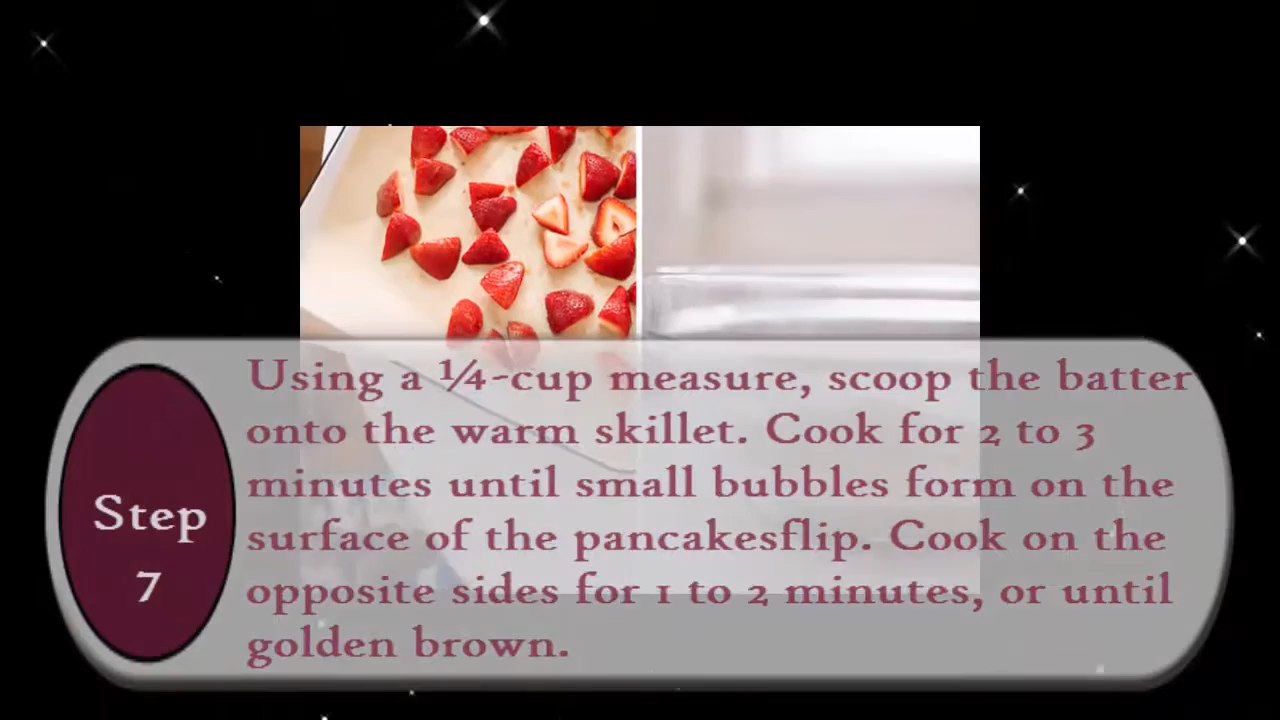 Step
7
Using a ¼-cup measure, scoop the batter
onto the warm skillet. Cook for 2 to 3
minutes until small bubbles form on the
surface of the pancakesflip. Cook on the
opposite sides for 1 to 2 minutes, or until
golden brown.